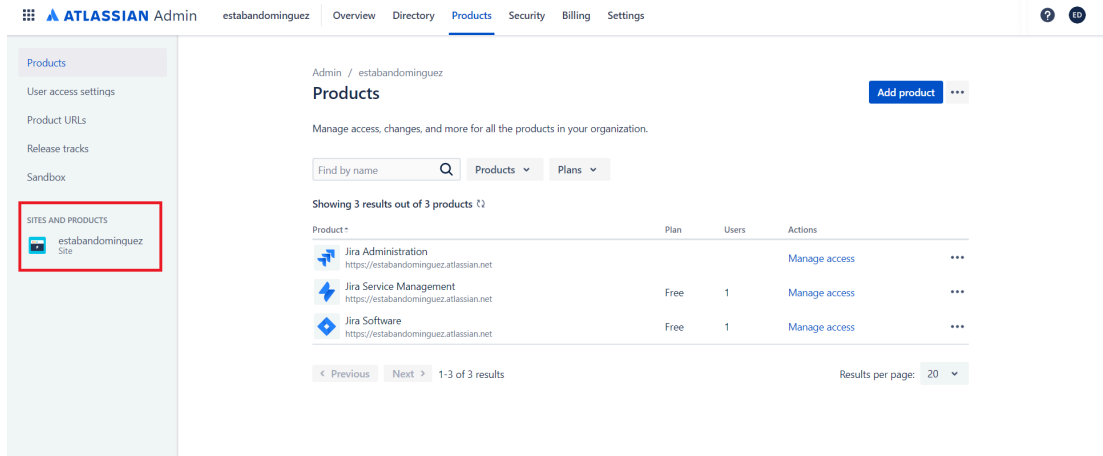 ATLASSIAN Admin estabandominguez Overview Directory Products Security Billing Settings ED
Products
User access settings
Product URLs
Release tracks
Sandbox
SITES AND PRODUCTS
estabandominguez
Site
Admin / estabandominguez
Products
Add product
Manage access, changes, and more for all the products in your organization.
Find by name Products Plans
Showing 3 results out of 3 products
Product Plan Users Actions
Jira Administration
https://estabandominguez.atlassian.net
Manage access
Jira Service Management
https://estabandominguez.atlassian.net
Free 1 Manage access
Jira Software
https://estabandominguez.atlassian.net
Free 1 Manage access
Previous Next 1-3 of 3 results Results per page: 20